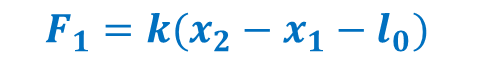 F₁ = k(x₂ − x₁ − l₀)